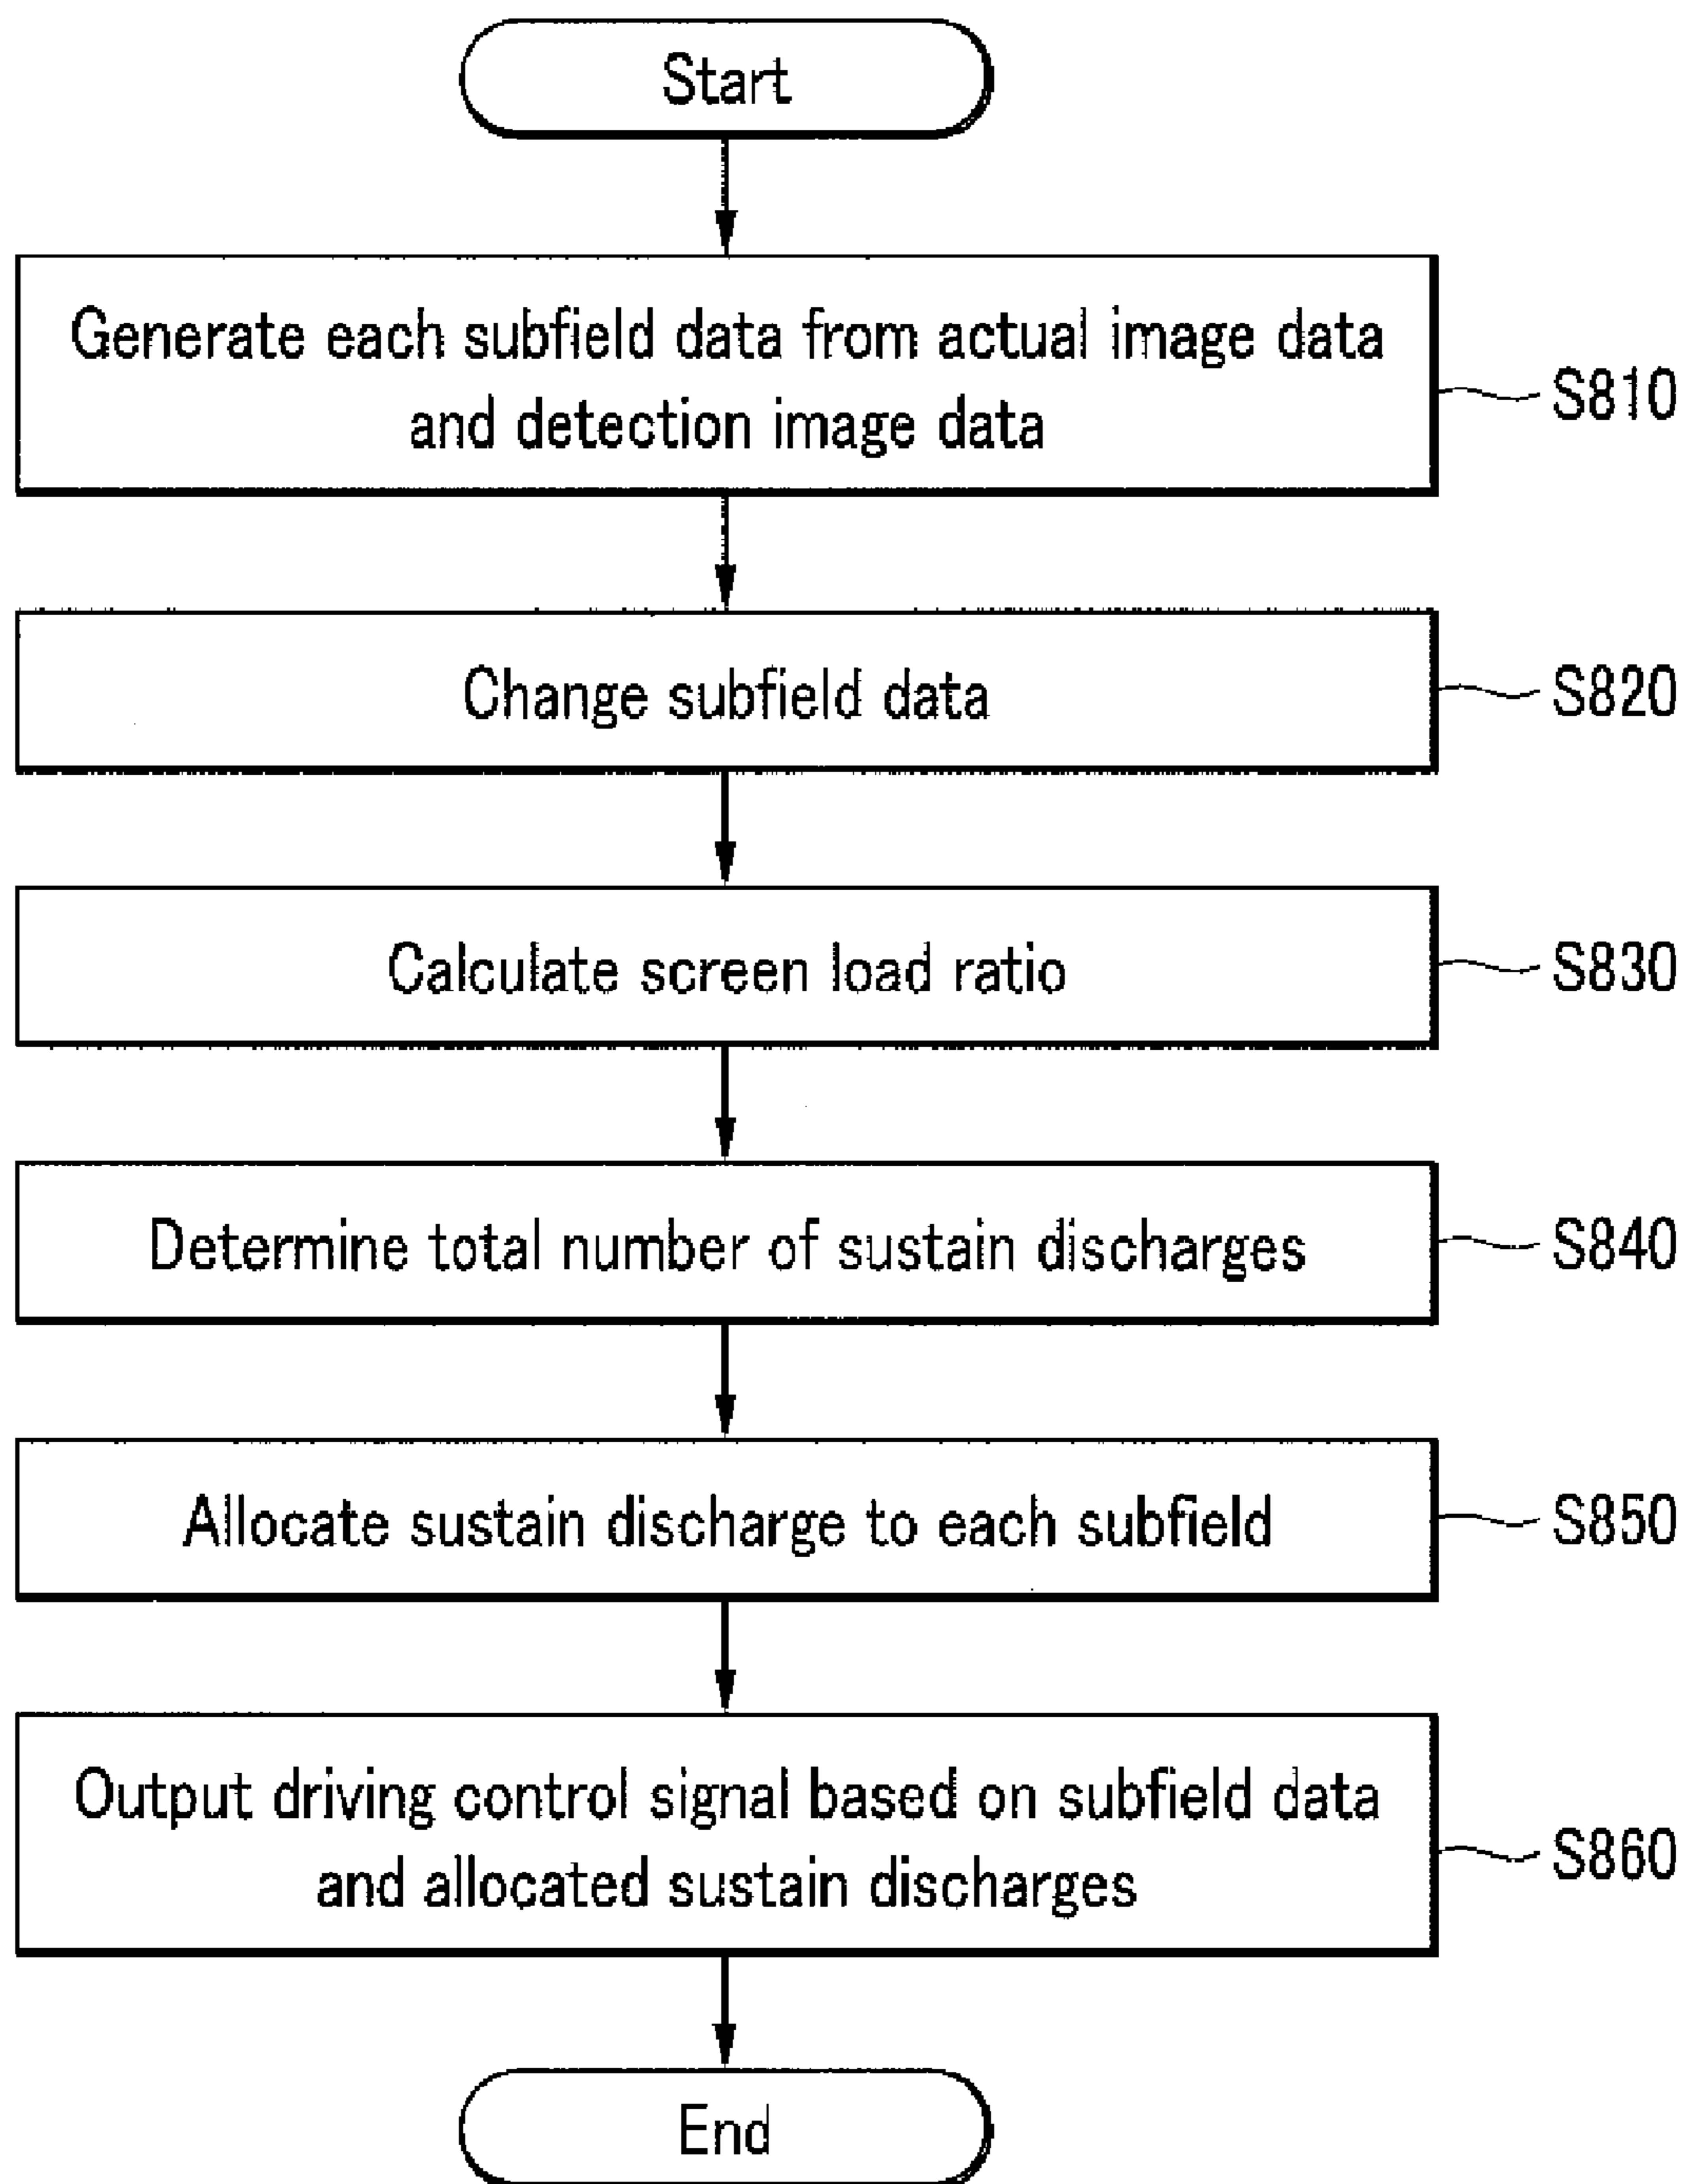 Start
Generate each subfield data from actual image data
and detection image data
S810
Change subfield data
S820
Calculate screen load ratio
S830
Determine total number of sustain discharges
S840
Allocate sustain discharge to each subfield
S850
Output driving control signal based on subfield data
and allocated sustain discharges
S860
End